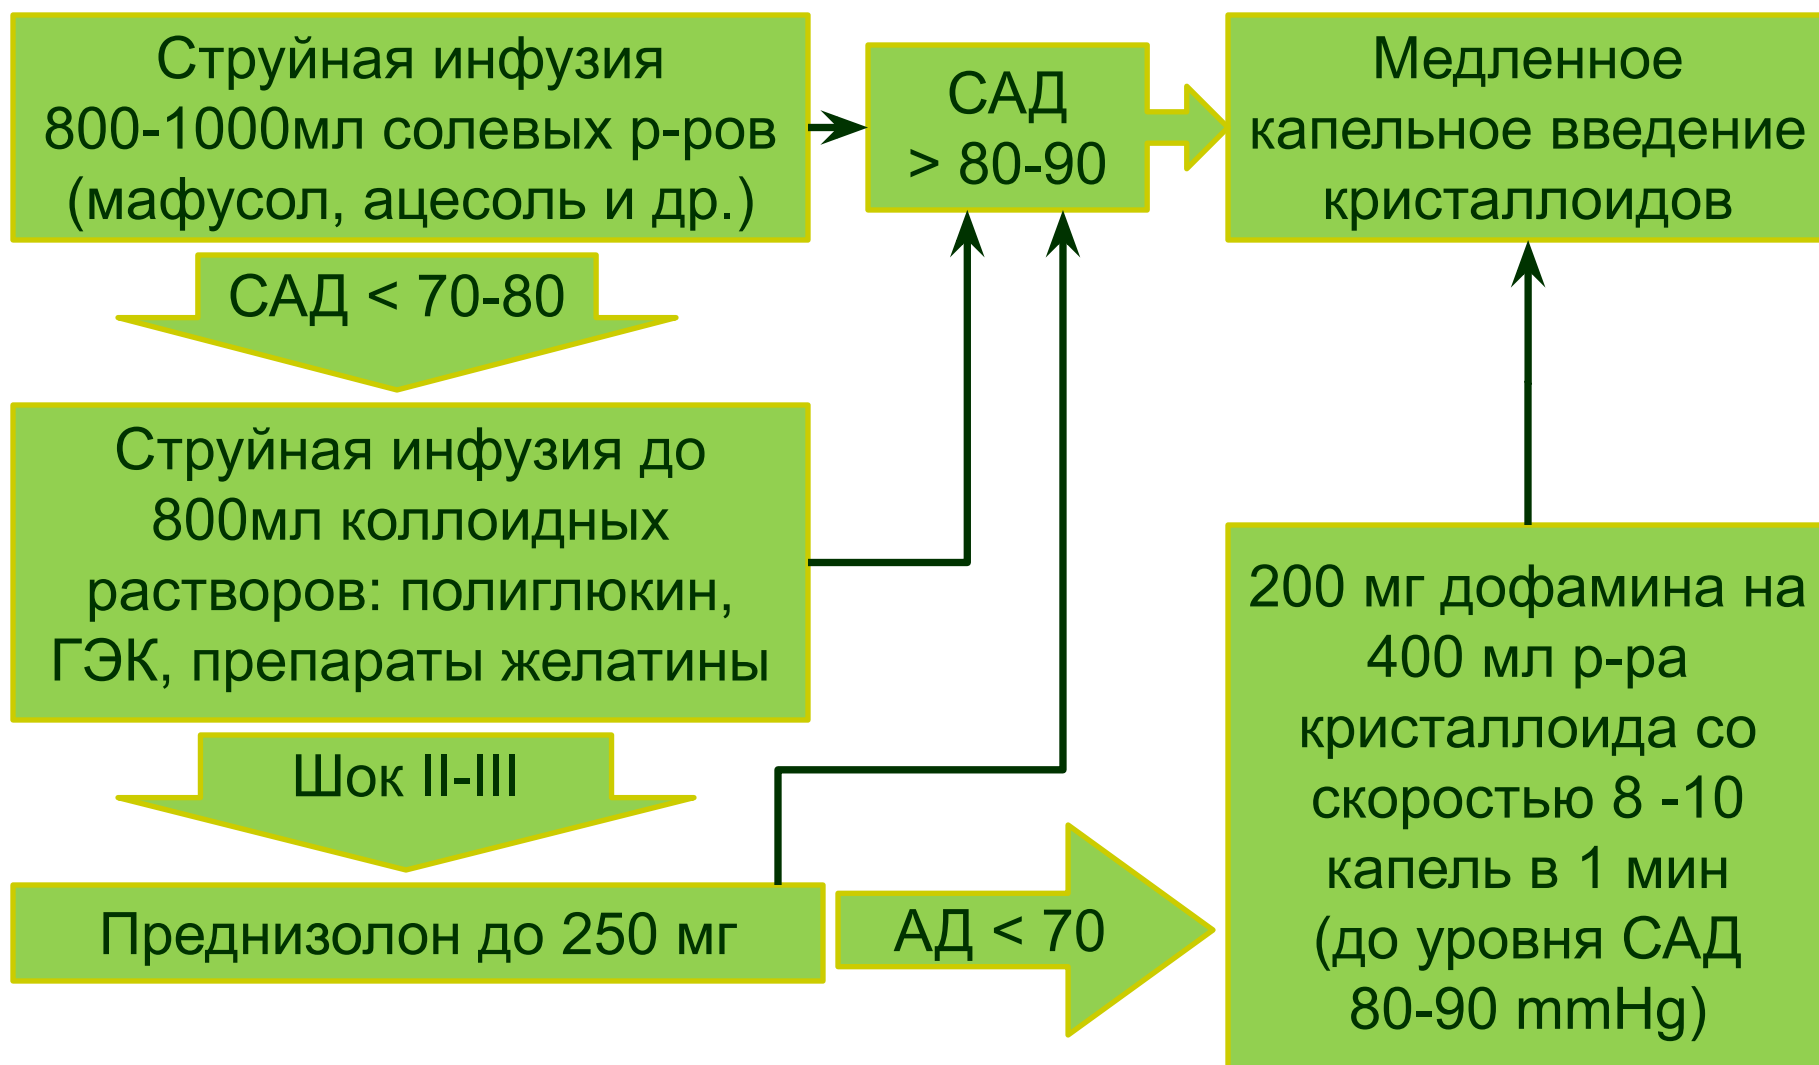 Струйная инфузия
800-1000мл солевых р-ров
(мафусол, ацесоль и др.)
САД
> 80-90
Медленное
капельное введение
кристаллоидов
САД < 70-80
Струйная инфузия до
800мл коллоидных
растворов: полиглюкин,
ГЭК, препараты желатины
Шок II-III
Преднизолон до 250 мг
АД < 70
200 мг дофамина на
400 мл р-ра
кристаллоида со
скоростью 8 -10
капель в 1 мин
(до уровня САД
80-90 mmHg)